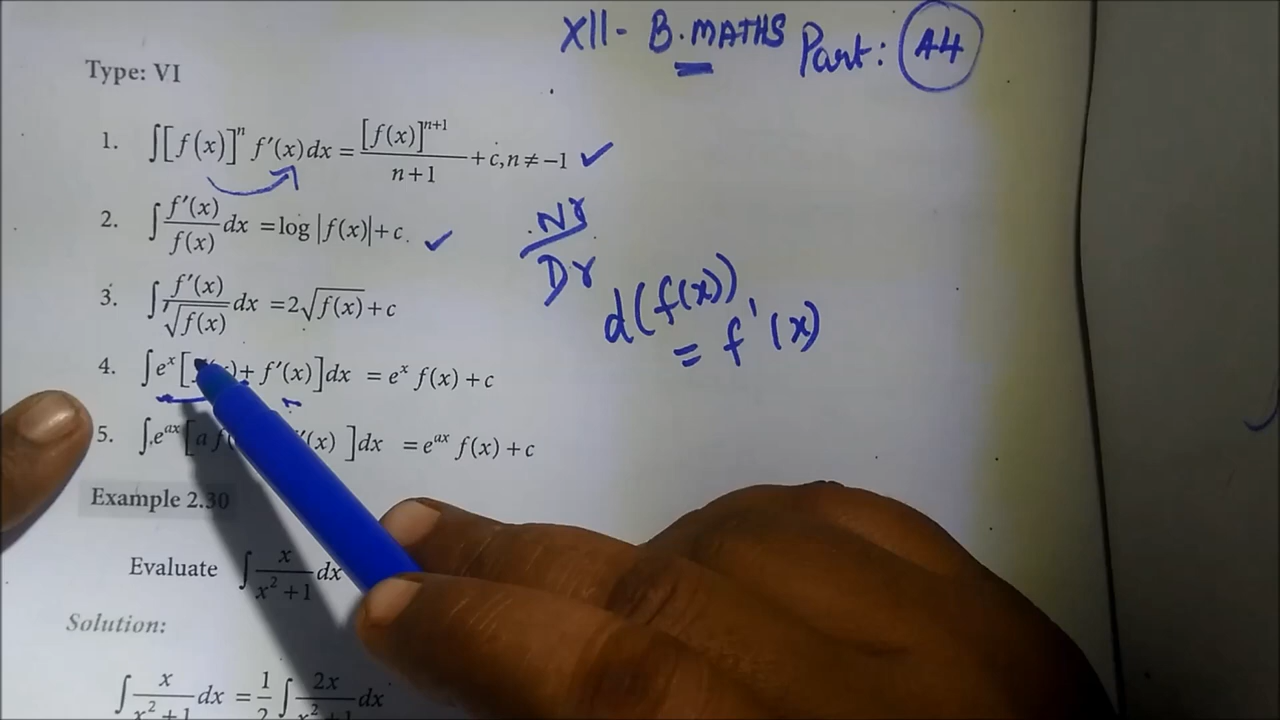 XII - B.MATHS Part: A4
Type: VI
1. ∫[f(x)]ⁿ f'(x)dx = [f(x)]ⁿ⁺¹ / n+1 + c, n ≠ -1 ✓
2. ∫ f'(x) / f(x) dx = log |f(x)| + c. ✓
Nr / Dr
d(f(x))
= f'(x)
3. ∫ f'(x) / √f(x) dx = 2√f(x) + c
4. ∫eˣ[ + f'(x)]dx = eˣ f(x) + c
5. ∫.eᵃˣ[a f '(x) ]dx = eᵃˣ f(x) + c
Example 2.30
Evaluate ∫ x / x² +1 dx
Solution:
∫ x / x² +1 dx = 1/2 ∫ 2x / x² +1 dx